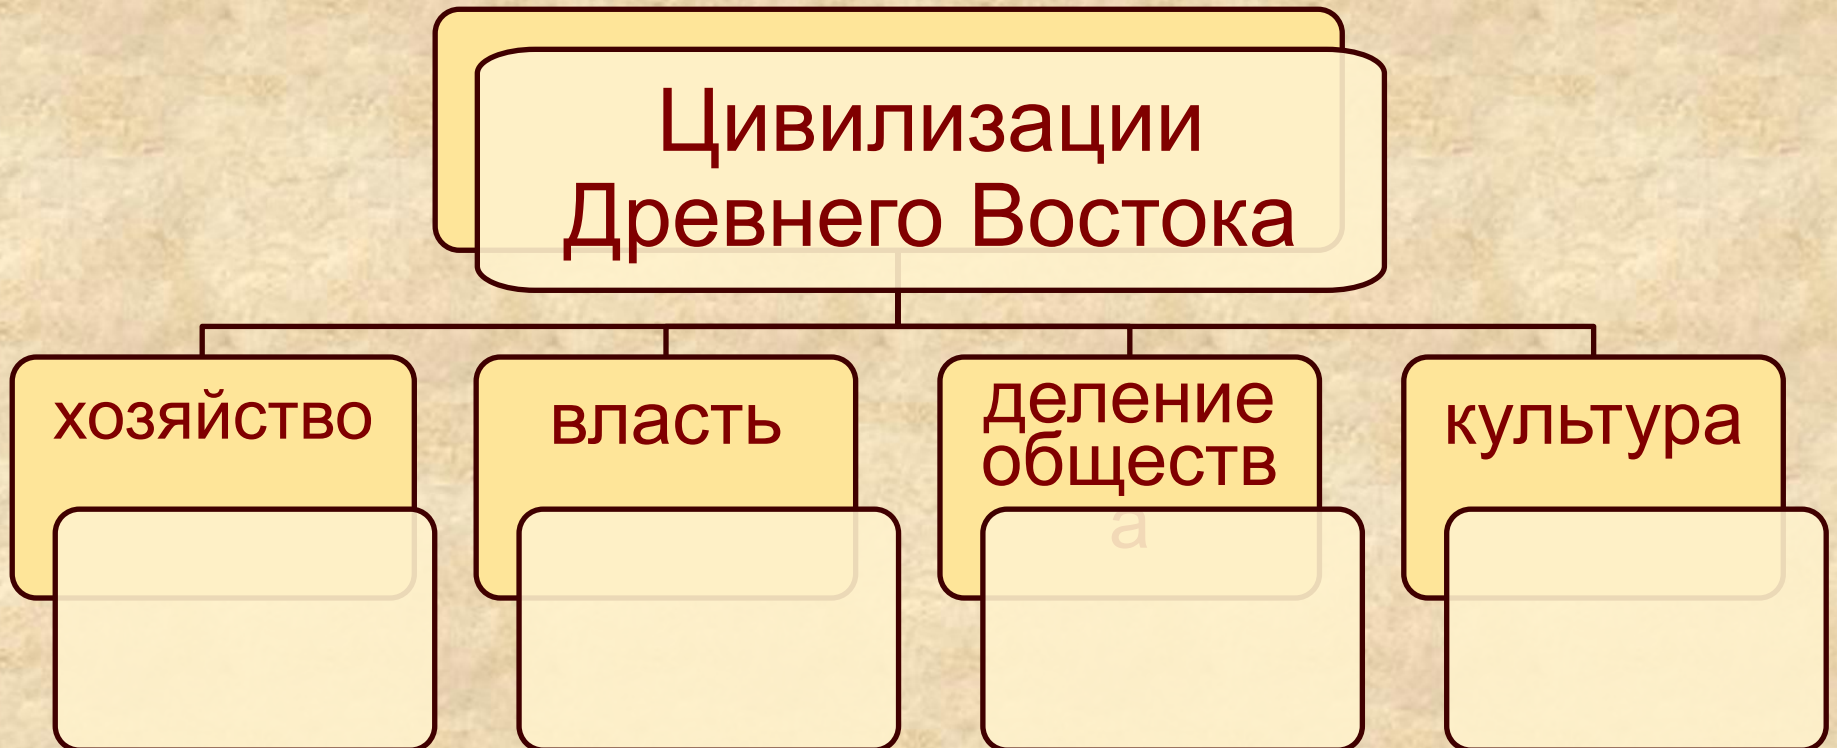 Цивилизации
Древнего Востока
хозяйство
власть
деление
обществ
а
культура